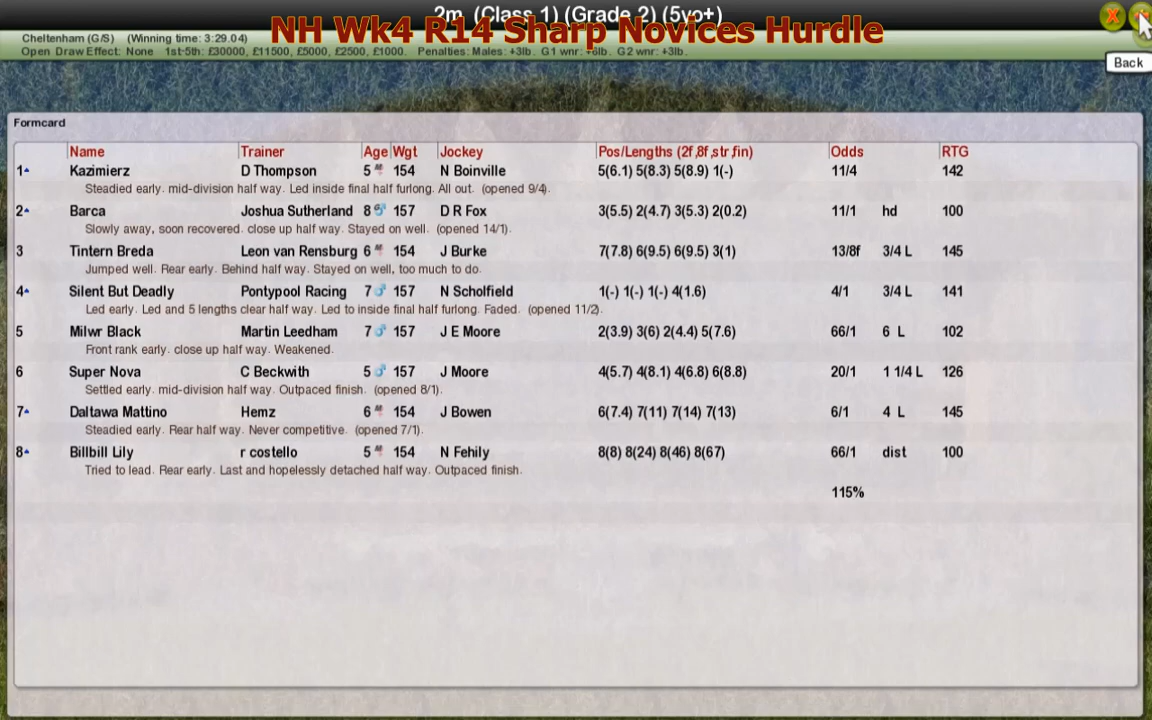 2m (Class 1) (Grade 2) (5yo+)
NH Wk4 R14 Sharp Novices Hurdle
Cheltenham (G/S) (Winning time: 3:29.04)
Open Draw Effect: None 1st-5th: £30000, £11500, £5000, £2500, £1000. Penalties: Males: +3lb. G1 wnr: +6lb. G2 wnr: +3lb.
Back
Formcard
Name Trainer Age Wgt Jockey Pos/Lengths (2f,8f,str,fin) Odds RTG
1 Kazimierz D Thompson 5 154 N Boinville 5(6.1) 5(8.3) 5(8.9) 1(-) 11/4 142
Steadied early. mid-division half way. Led inside final half furlong. All out. (opened 9/4).
2 Barca Joshua Sutherland 8 157 D R Fox 3(5.5) 2(4.7) 3(5.3) 2(0.2) 11/1 hd 100
Slowly away, soon recovered. close up half way. Stayed on well. (opened 14/1).
3 Tintern Breda Leon van Rensburg 6 154 J Burke 7(7.8) 6(9.5) 6(9.5) 3(1) 13/8f 3/4 L 145
Jumped well. Rear early. Behind half way. Stayed on well, too much to do.
4 Silent But Deadly Pontypool Racing 7 157 N Scholfield 1(-) 1(-) 1(-) 4(1.6) 4/1 3/4 L 141
Led early. Led and 5 lengths clear half way. Led to inside final half furlong. Faded. (opened 11/2).
5 Milwr Black Martin Leedham 7 157 J E Moore 2(3.9) 3(6) 2(4.4) 5(7.6) 66/1 6 L 102
Front rank early. close up half way. Weakened.
6 Super Nova C Beckwith 5 157 J Moore 4(5.7) 4(8.1) 4(6.8) 6(8.8) 20/1 1 1/4 L 126
Settled early. mid-division half way. Outpaced finish. (opened 8/1).
7 Daltawa Mattino Hemz 6 154 J Bowen 6(7.4) 7(11) 7(14) 7(13) 6/1 4 L 145
Steadied early. Rear half way. Never competitive. (opened 7/1).
8 Billbill Lily r costello 5 154 N Fehily 8(8) 8(24) 8(46) 8(67) 66/1 dist 100
Tried to lead. Rear early. Last and hopelessly detached half way. Outpaced finish.
115%